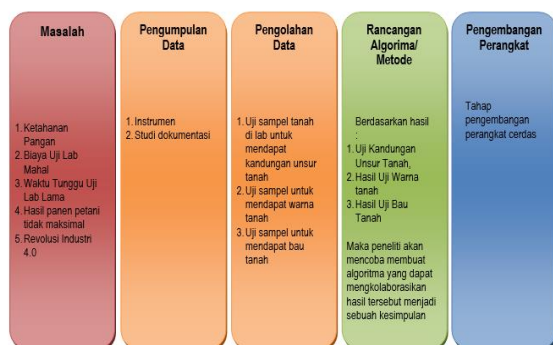 Masalah
1. Ketahanan
Pangan
2. Biaya Uji Lab
Mahal
3. Waktu Tunggu Uji
Lab Lama
4. Hasil panen petani
tidak maksimal
5. Revolusi Industri
4.0
Pengumpulan
Data
1. Instrumen
2. Studi dokumentasi
Pengolahan
Data
1. Uji sampel tanah
di lab untuk
mendapat
kandungan unsur
tanah
2. Uji sampel untuk
mendapat warna
tanah
3. Uji sampel untuk
mendapat bau
tanah
Rancangan
Algorima/
Metode
Berdasarkan hasil
:
1. Uji Kandungan
Unsur Tanah,
2. Hasil Uji Warna
tanah
3. Hasil Uji Bau
Tanah
Maka peneliti akan
mencoba membuat
algoritma yang dapat
mengkolaborasikan
hasil tersebut menjadi
sebuah kesimpulan
Pengembangan
Perangkat
Tahap
pengembangan
perangkat cerdas